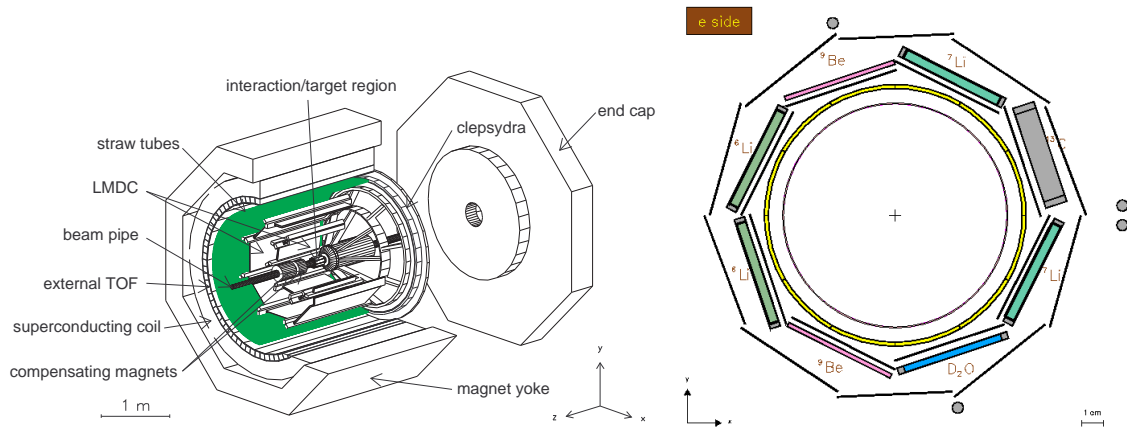 interaction/target region
end cap
clepsydra
straw tubes
LMDC
beam pipe
external TOF
superconducting coil
compensating magnets
magnet yoke
1 m
y
z
x
e side
⁹Be
⁷Li
⁶Li
¹³C
⁶Li
⁷Li
⁹Be
D₂O
y
x
1 cm